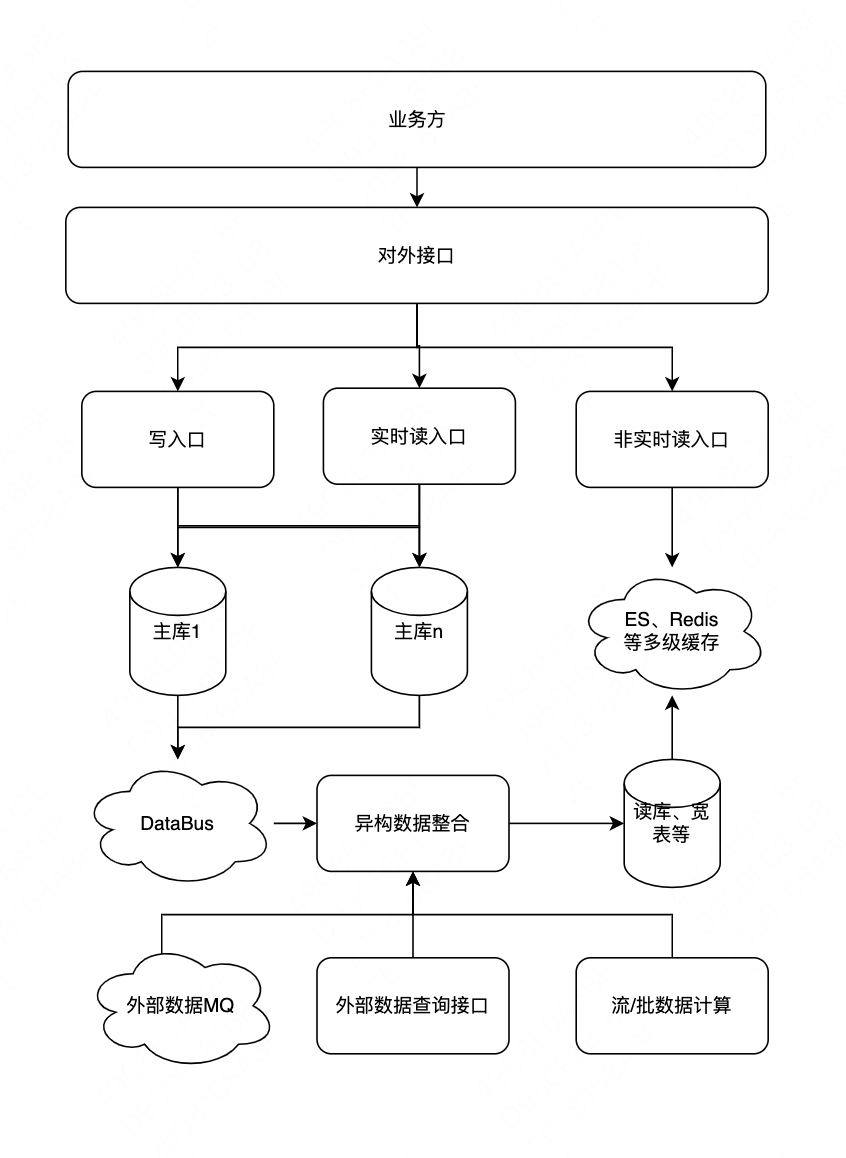 业务方
对外接口
写入口
实时读入口
非实时读入口
主库1
主库n
ES、Redis
等多级缓存
DataBus
异构数据整合
读库、宽
表等
外部数据MQ
外部数据查询接口
流/批数据计算